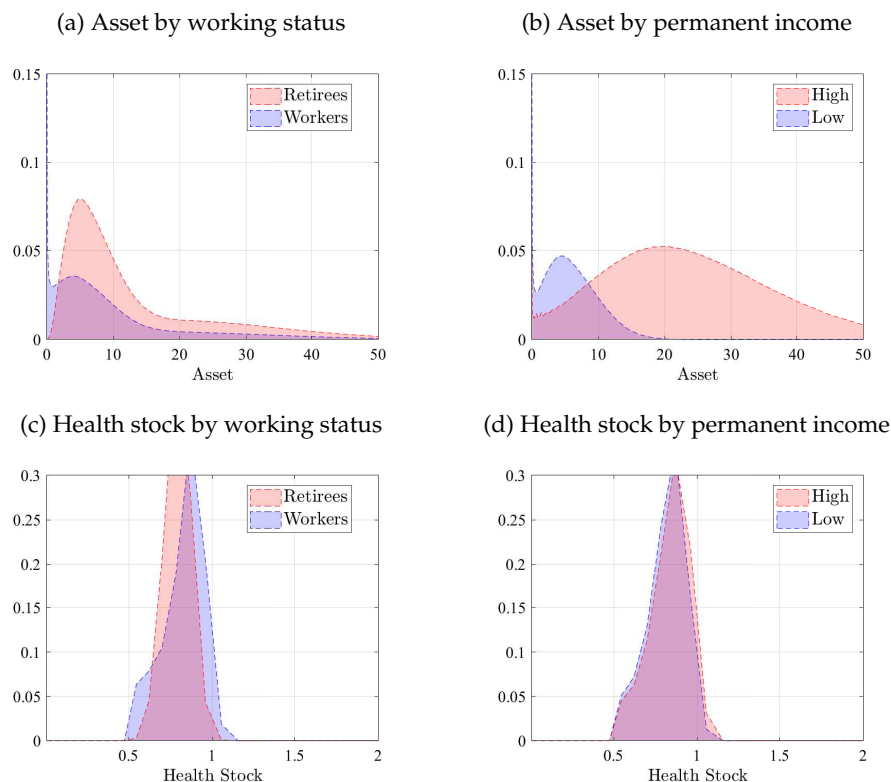 (a) Asset by working status
(b) Asset by permanent income
0.15
0.1
0.05
0
0 10 20 30 40 50
Asset
Retirees
Workers
0.15
0.1
0.05
0
0 10 20 30 40 50
Asset
High
Low
(c) Health stock by working status
(d) Health stock by permanent income
0.3
0.25
0.2
0.15
0.1
0.05
0
0.5 1 1.5 2
Health Stock
Retirees
Workers
0.3
0.25
0.2
0.15
0.1
0.05
0
0.5 1 1.5 2
Health Stock
High
Low